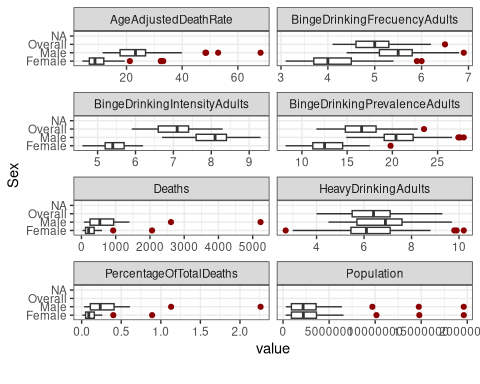 AgeAdjustedDeathRate BingeDrinkingFrecuencyAdults
NA
Overall
Male
Female
20 40 60 3 4 5 6 7
BingeDrinkingIntensityAdults BingeDrinkingPrevalenceAdults
NA
Overall
Male
Female
5 6 7 8 9 10 15 20 25
Sex
Deaths HeavyDrinkingAdults
NA
Overall
Male
Female
0 1000 2000 3000 4000 5000 4 6 8 10
PercentageOfTotalDeaths Population
NA
Overall
Male
Female
0.0 0.5 1.0 1.5 2.0 0
value